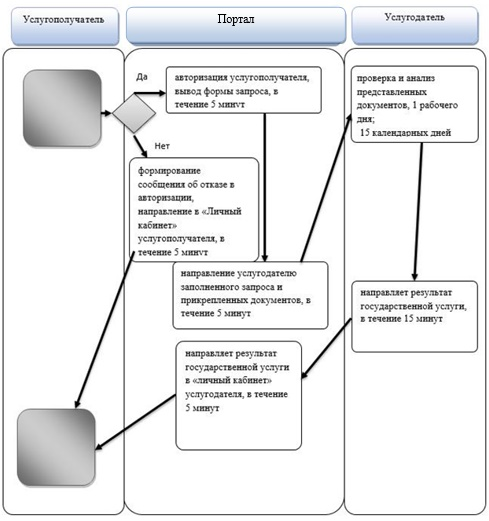 Услугополучатель
Портал
Услугодатель
Да
авторизация услугополучателя,
вывод формы запроса, в
течение 5 минут
проверка и анализ
представленных
документов, 1 рабочего
дня;
15 календарных дней
Нет
формирование
сообщения об отказе в
авторизации,
направление в «Личный
кабинет»
услугополучателя, в
течение 5 минут
направление услугодателю
заполненного запроса и
прикрепленных документов, в
течение 5 минут
направляет результат
государственной услуги,
в течение 15 минут
направляет результат
государственной услуги
в «личный кабинет»
услугодателя, в течение
5 минут